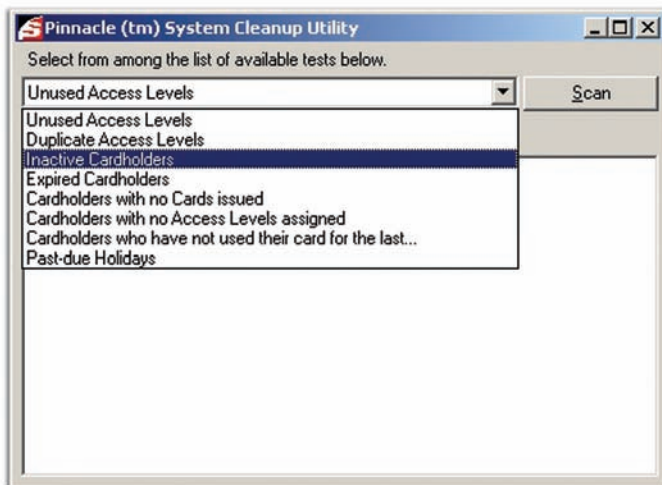 Pinnacle (tm) System Cleanup Utility
Select from among the list of available tests below.
Unused Access Levels
Scan
Unused Access Levels
Duplicate Access Levels
Inactive Cardholders
Expired Cardholders
Cardholders with no Cards issued
Cardholders with no Access Levels assigned
Cardholders who have not used their card for the last...
Past-due Holidays